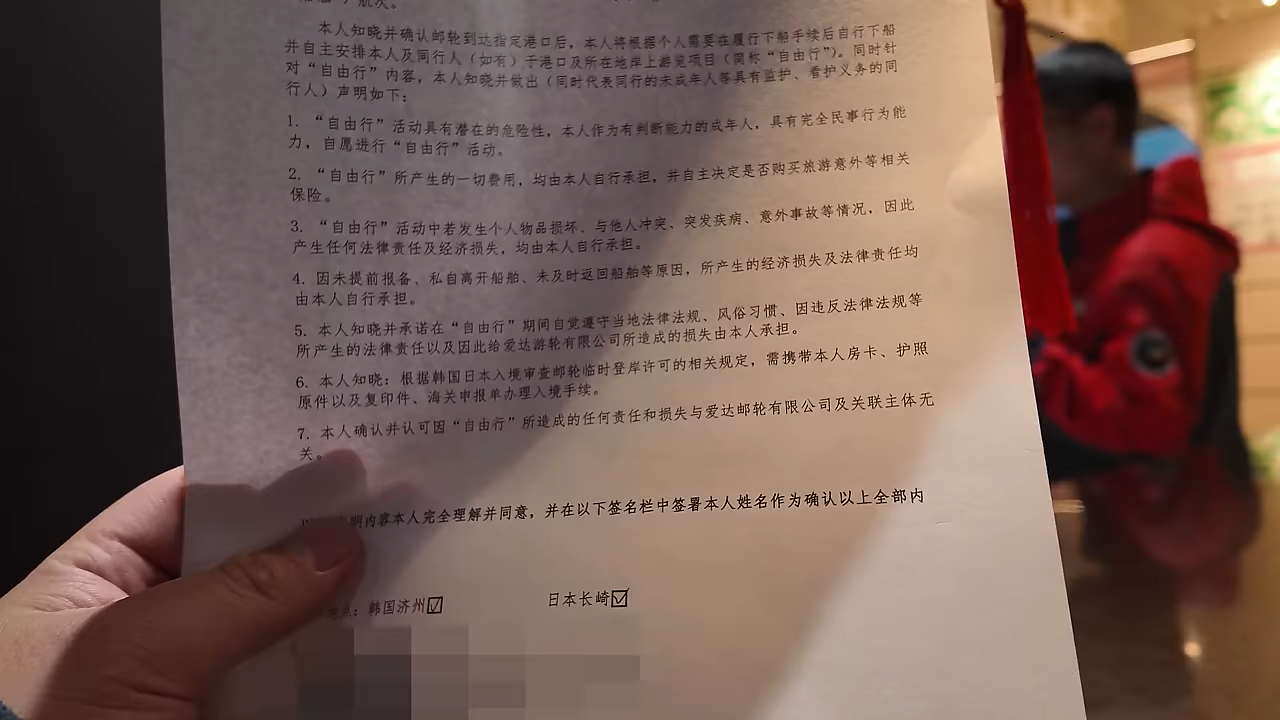 航次。
本人知晓并确认邮轮到达指定港口后，本人将根据个人需要在履行下船手续后自行下船
并自主安排本人及同行人（如有）于港口及所在地岸上游览项目（简称“自由行”）。同时针
对“自由行”内容，本人知晓并做出（同时代表同行的未成年人等具有监护、看护义务的同
行人）声明如下：
1. “自由行”活动具有潜在的危险性，本人作为有判断能力的成年人，具有完全民事行为能
力，自愿进行“自由行”活动。
2. “自由行”所产生的一切费用，均由本人自行承担，并自主决定是否购买旅游意外等相关
保险。
3. “自由行”活动中若发生个人物品损坏、与他人冲突、突发疾病、意外事故等情况，因此
产生任何法律责任及经济损失，均由本人自行承担。
4. 因未提前报备、私自离开船舶、未及时返回船舶等原因，所产生的经济损失及法律责任均
由本人自行承担。
5. 本人知晓并承诺在“自由行”期间自觉遵守当地法律法规、风俗习惯、因违反法律法规等
所产生的法律责任以及因此给爱达游轮有限公司所造成的损失由本人承担。
6. 本人知晓：根据韩国日本入境审查邮轮临时登岸许可的相关规定，需携带本人房卡、护照
原件以及复印件、海关申报单办理入境手续。
7. 本人确认并认可因“自由行”所造成的任何责任和损失与爱达邮轮有限公司及关联主体无
关。
明内容本人完全理解并同意，并在以下签名栏中签署本人姓名作为确认以上全部内
点：韩国济州☑ 日本长崎☑